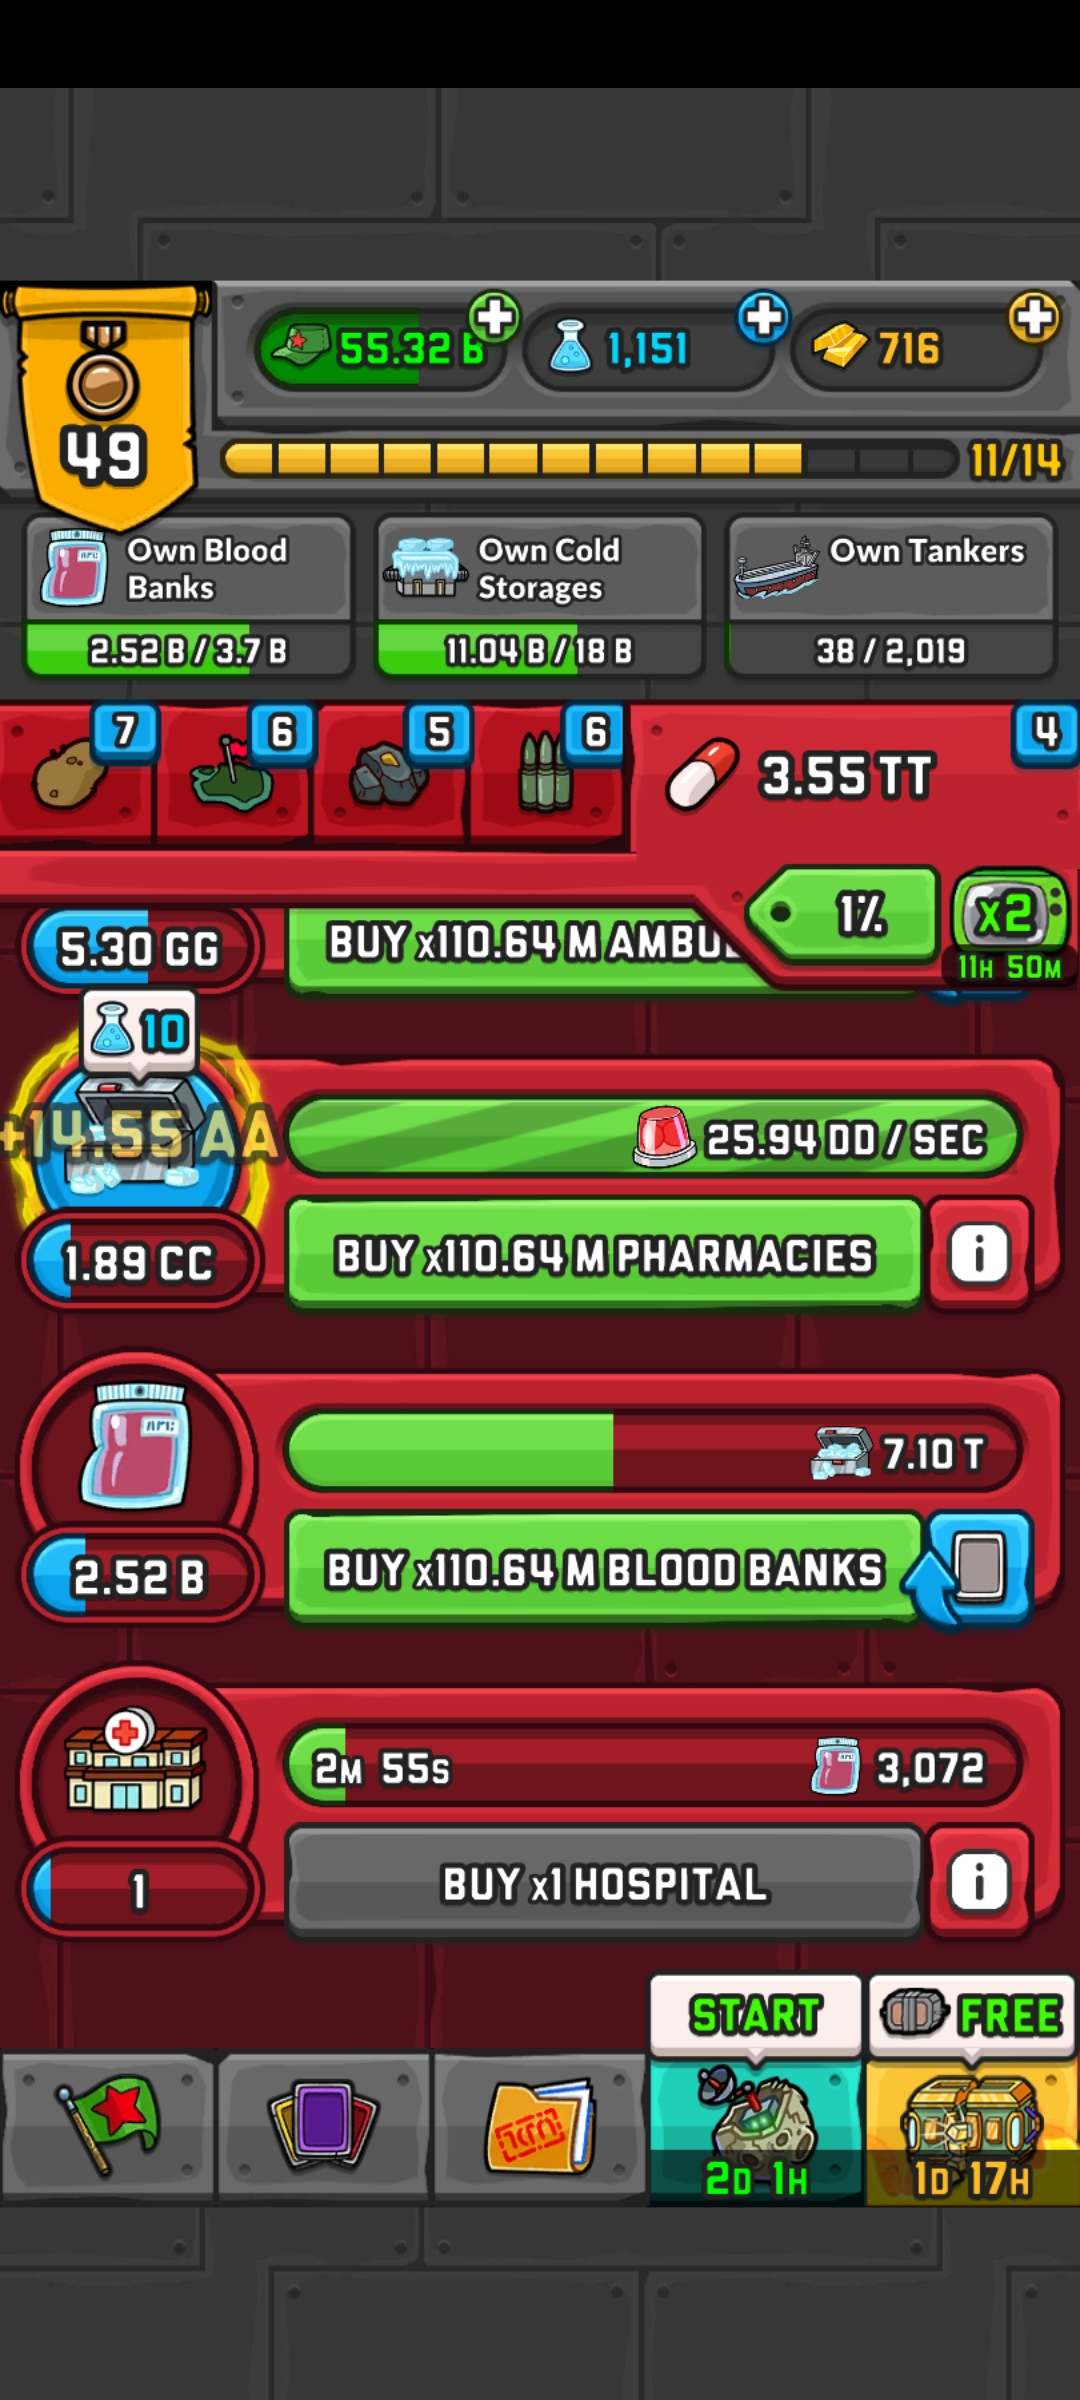 55.32 B
1,151
716
49
11/14
Own Blood
Banks
2.52 B / 3.7 B
Own Cold
Storages
11.04 B / 18 B
Own Tankers
38 / 2,019
7
6
5
6
3.55 TT
4
1%
x2
11H 50M
5.30 GG
10
+14.55 AA
25.94 DD / SEC
1.89 CC
BUY x110.64 M PHARMACIES
i
7.10 T
2.52 B
BUY x110.64 M BLOOD BANKS
2M 55S
3,072
1
BUY x1 HOSPITAL
i
START
FREE
2D 1H
1D 17H